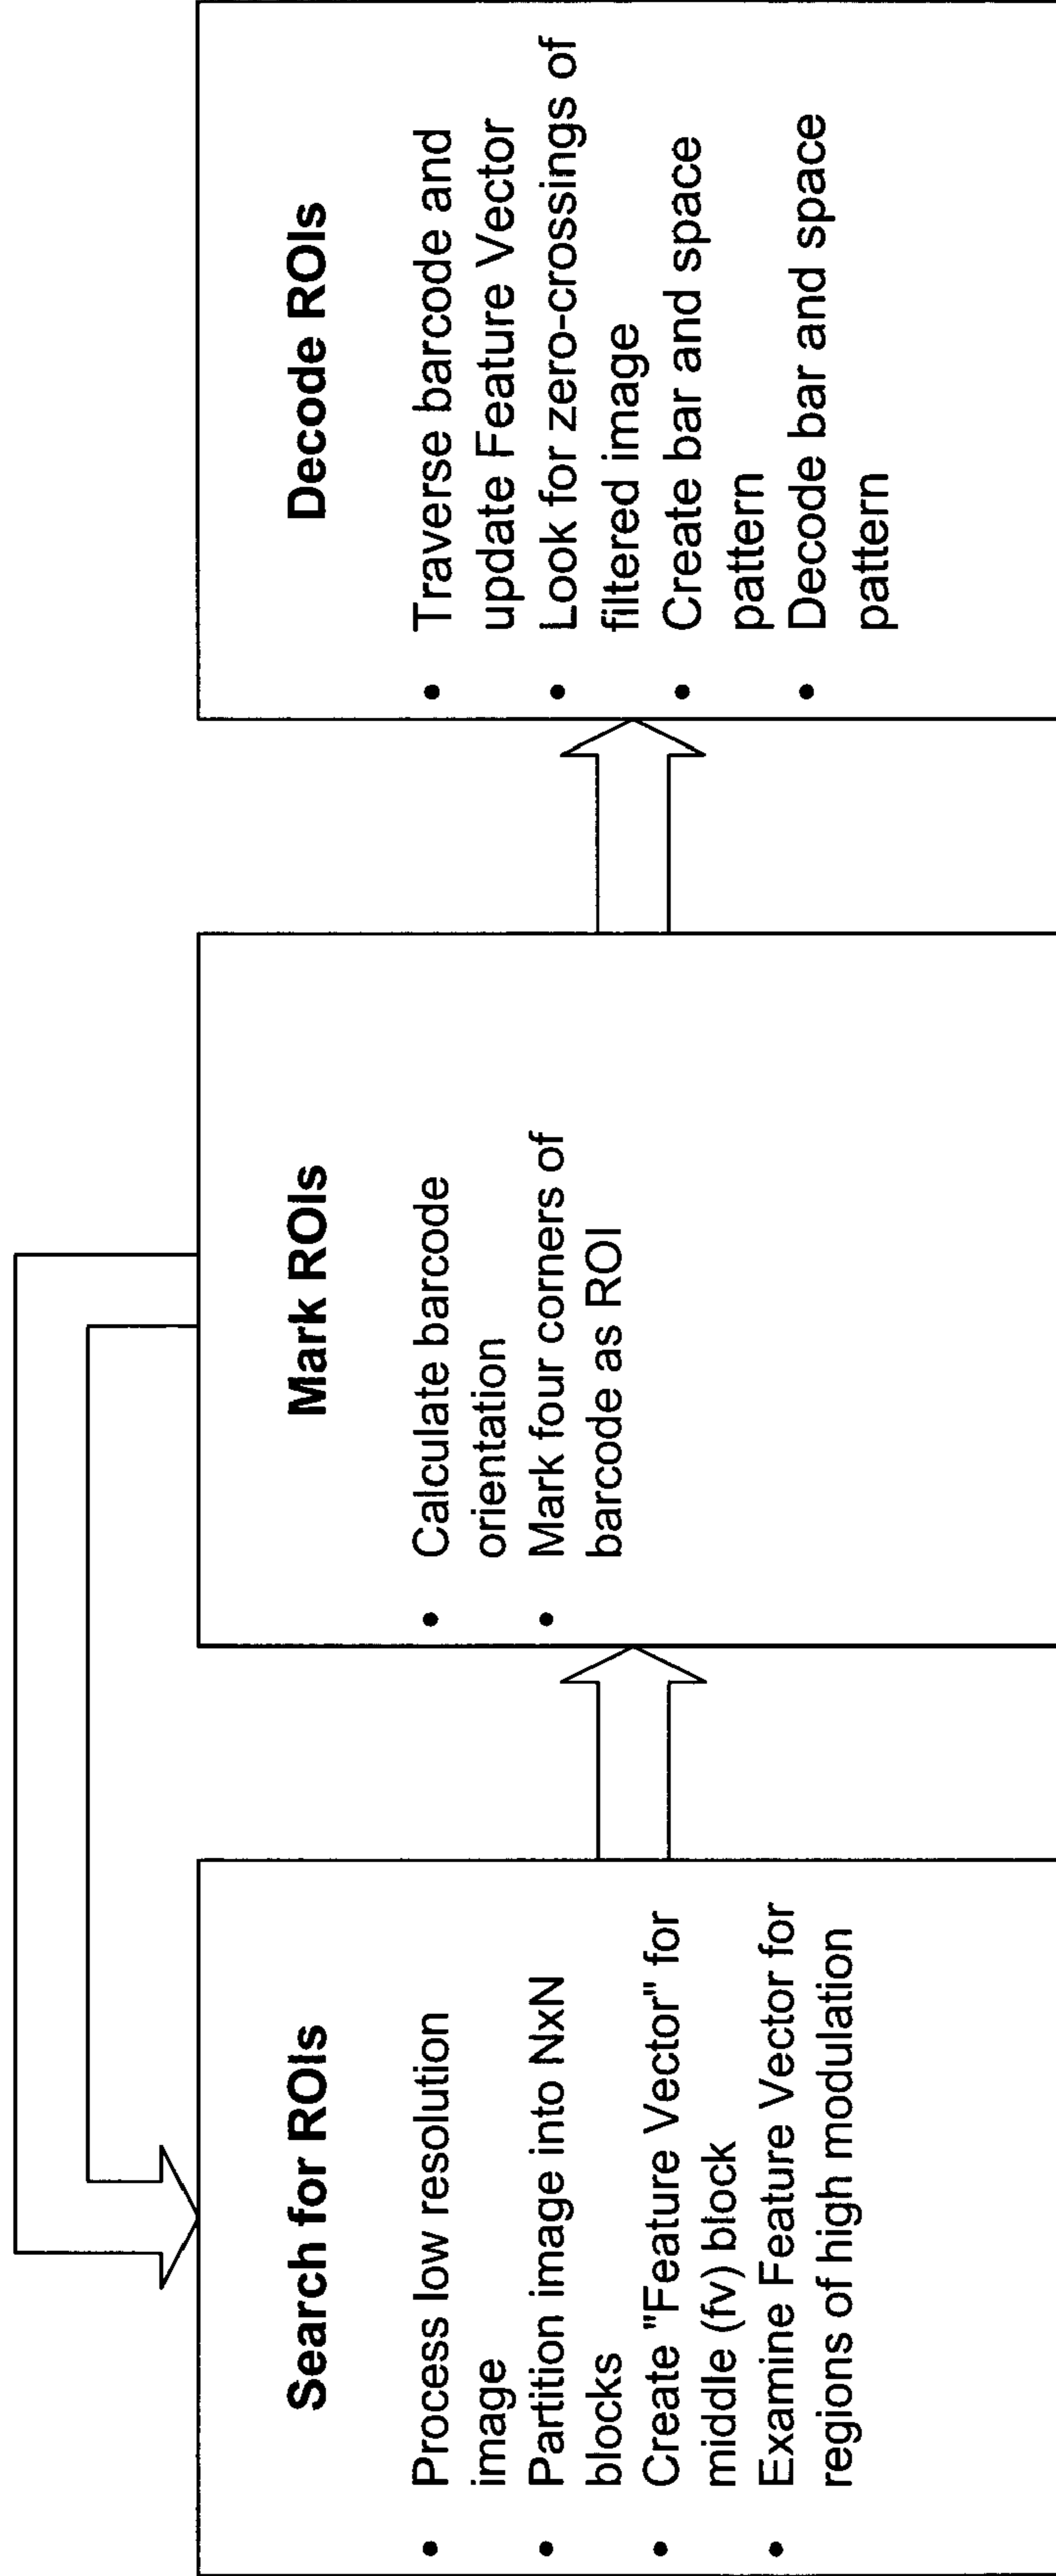 Search for ROIs
• Process low resolution
image
• Partition image into NxN
blocks
• Create "Feature Vector" for
middle (fv) block
• Examine Feature Vector for
regions of high modulation
Mark ROIs
• Calculate barcode
orientation
• Mark four corners of
barcode as ROI
Decode ROIs
• Traverse barcode and
update Feature Vector
• Look for zero-crossings of
filtered image
• Create bar and space
pattern
• Decode bar and space
pattern